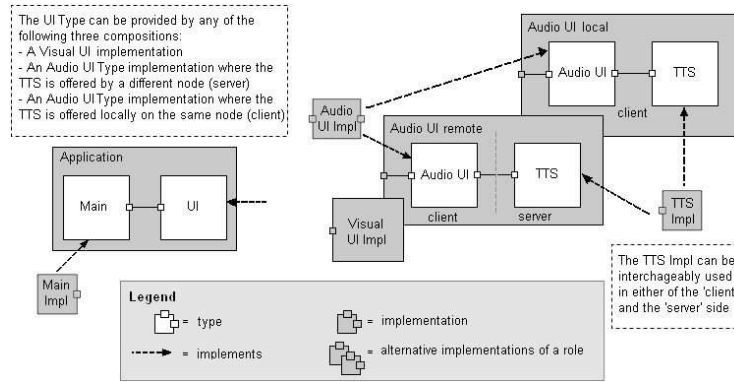 The UI Type can be provided by any of the
following three compositions:
- A Visual UI implementation
- An Audio UI Type implementation where the
TTS is offered by a different node (server)
- An Audio UI Type implementation where the
TTS is offered locally on the same node (client)
Audio UI local
Audio UI
TTS
client
Audio
UI Impl
Audio UI remote
Audio UI
TTS
client
server
Application
Main
UI
Visual
UI Impl
TTS
Impl
Main
Impl
The TTS Impl can be
interchageably used
in either of the 'client
and the 'server' side
Legend
= type
= implementation
= implements
= alternative implementations of a role